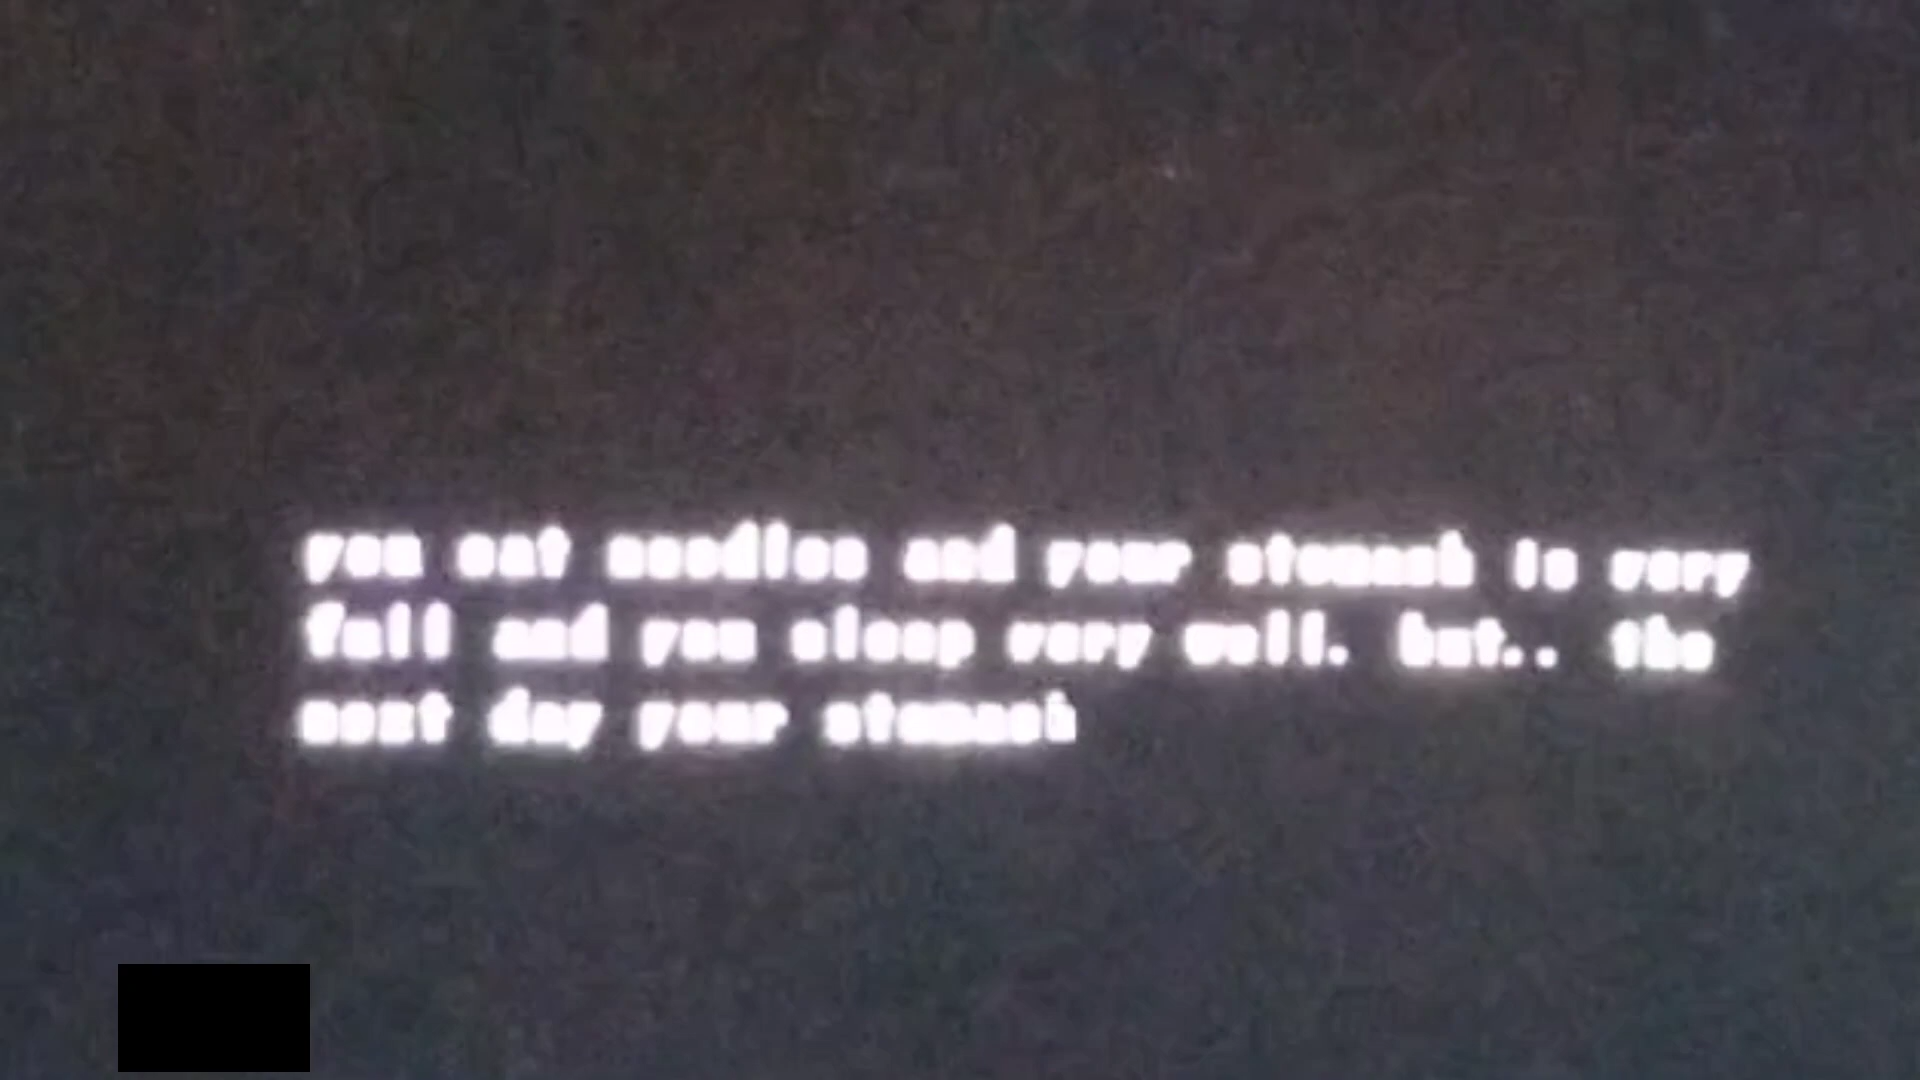 you eat noodles and your stomach is very
full and you sleep very well. but.. the
next day your stomach